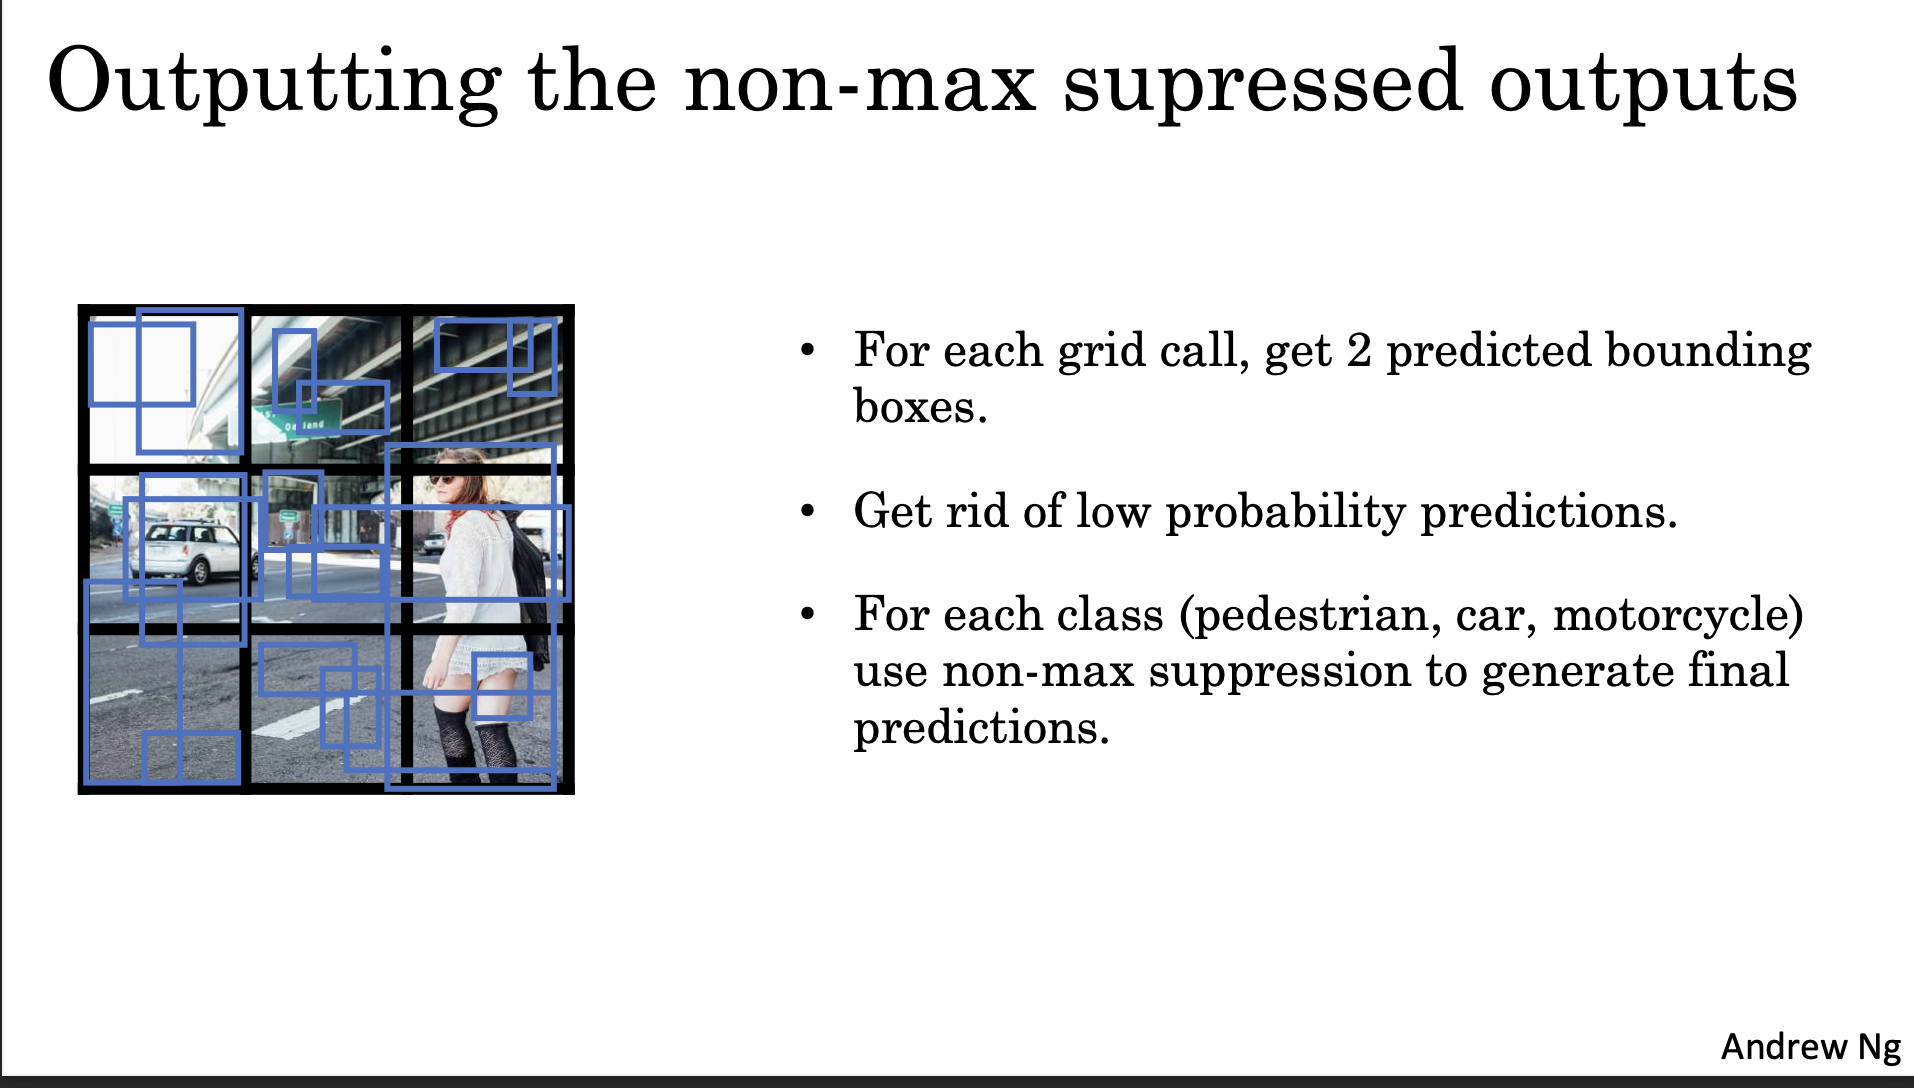 Outputting the non-max supressed outputs
• For each grid call, get 2 predicted bounding
boxes.
Oakland
• Get rid of low probability predictions.
• For each class (pedestrian, car, motorcycle)
use non-max suppression to generate final
predictions.
Andrew Ng